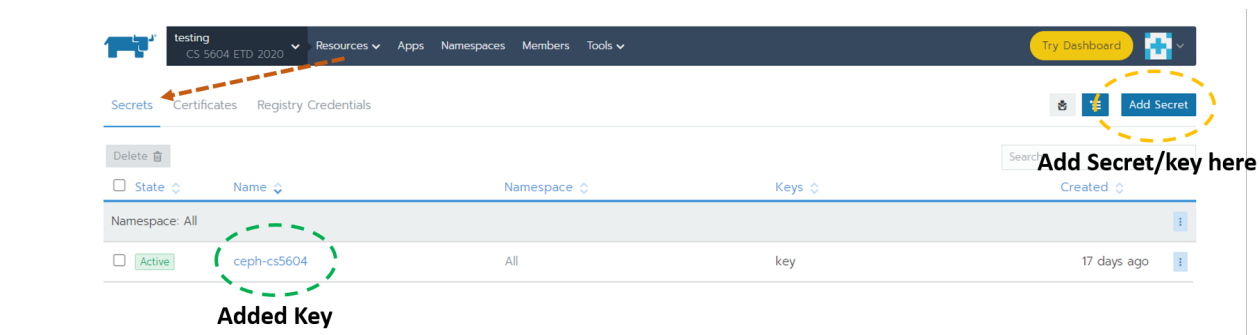 testing
CS 5604 ETD 2020
Resources Apps Namespaces Members Tools
Try Dashboard
Secrets Certificates Registry Credentials
Add Secret
Delete
Search
Add Secret/key here
State Name Namespace Keys Created
Namespace: All
Active ceph-cs5604 All key 17 days ago
Added Key